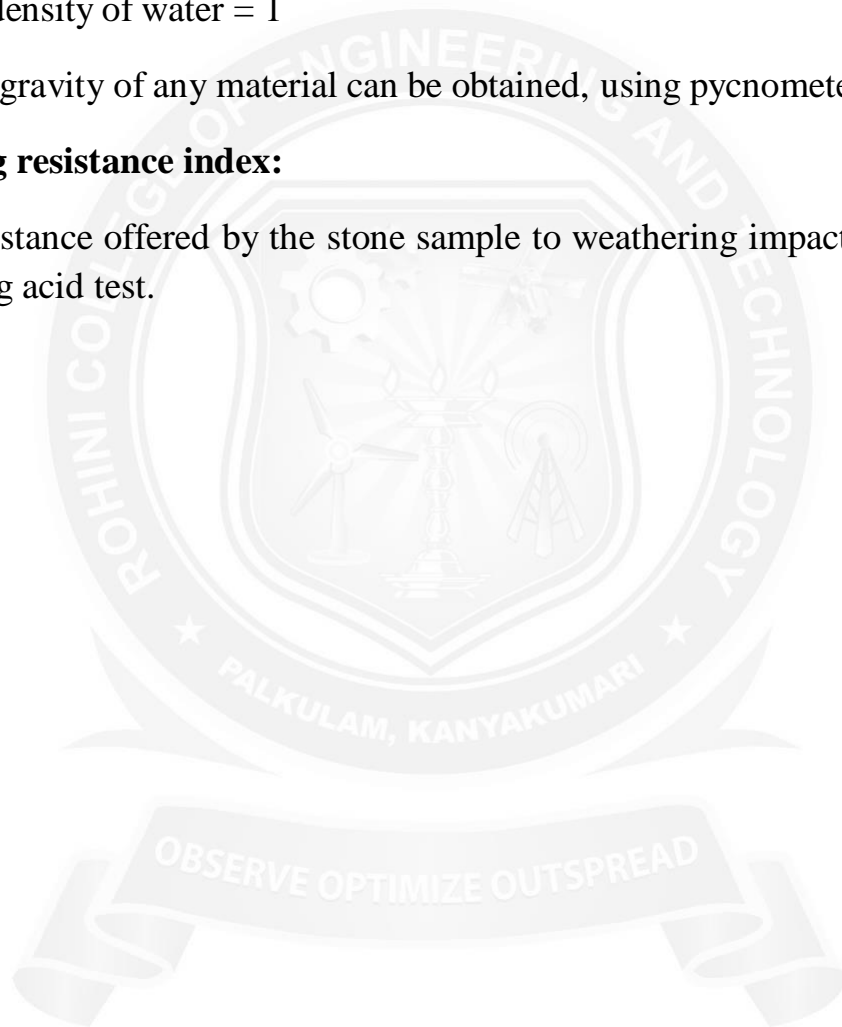 density of water = 1
gravity of any material can be obtained, using pycnomete
g resistance index:
stance offered by the stone sample to weathering impact
g acid test.
ROHINI COLLEGE OF ENGINEERING AND TECHNOLOGY
PALKULAM, KANYAKUMARI
OBSERVE OPTIMIZE OUTSPREAD